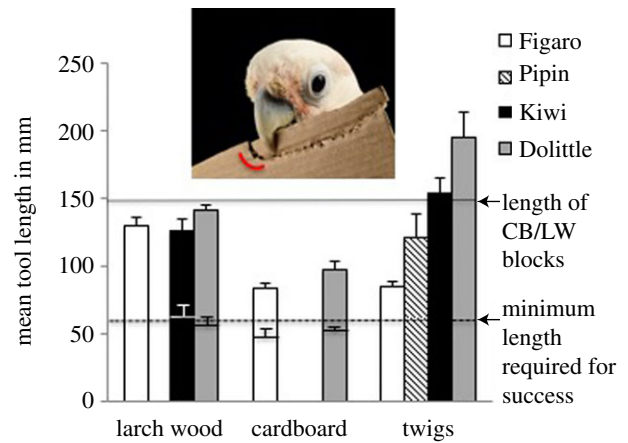 Figaro
Pipin
Kiwi
Dolittle
mean tool length in mm
250
200
150
100
50
0
length of
CB/LW
blocks
minimum
length
required for
success
larch wood cardboard twigs